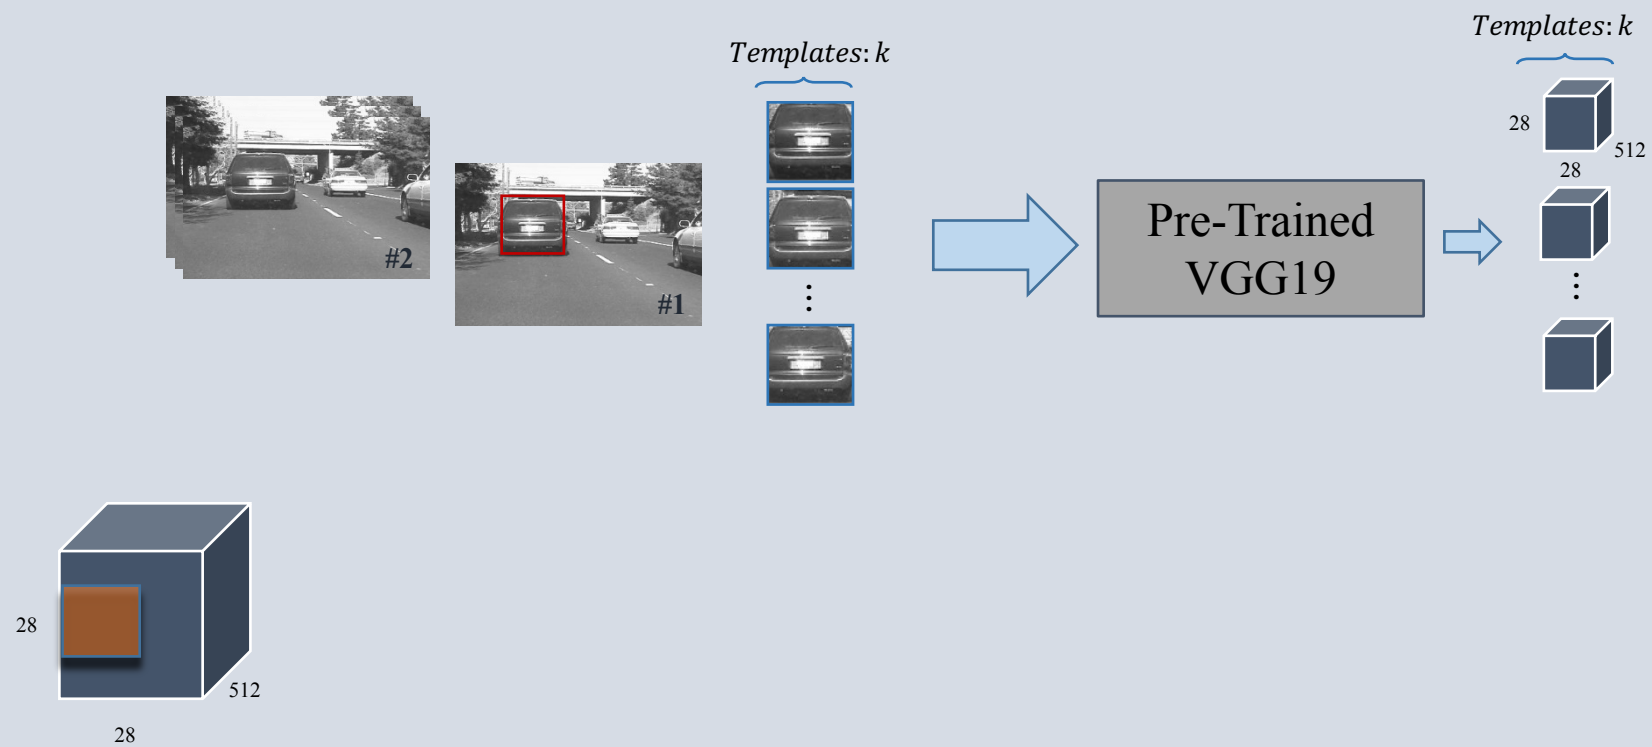 Templates: k
Templates: k
28
512
28
#2
#1
Pre-Trained
VGG19
⋮
⋮
28
512
28